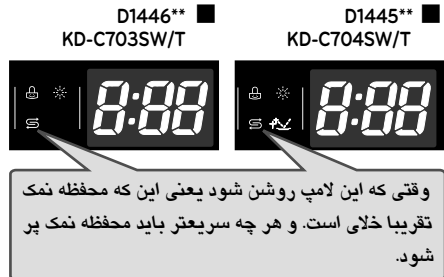 D1446** ■
KD-C703SW/T
D1445** ■
KD-C704SW/T
8:88
8:88
وقتی که این لامپ روشن شود یعنی این که محفظه نمک
تقریبا خلای است. و هر چه سریعتر باید محفظه نمک پر
شود.